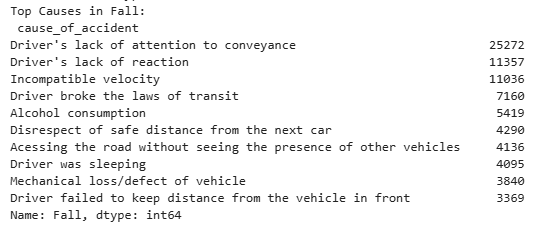 Top Causes in Fall:
cause_of_accident
Driver's lack of attention to conveyance 25272
Driver's lack of reaction 11357
Incompatible velocity 11036
Driver broke the laws of transit 7160
Alcohol consumption 5419
Disrespect of safe distance from the next car 4290
Acessing the road without seeing the presence of other vehicles 4136
Driver was sleeping 4095
Mechanical loss/defect of vehicle 3840
Driver failed to keep distance from the vehicle in front 3369
Name: Fall, dtype: int64